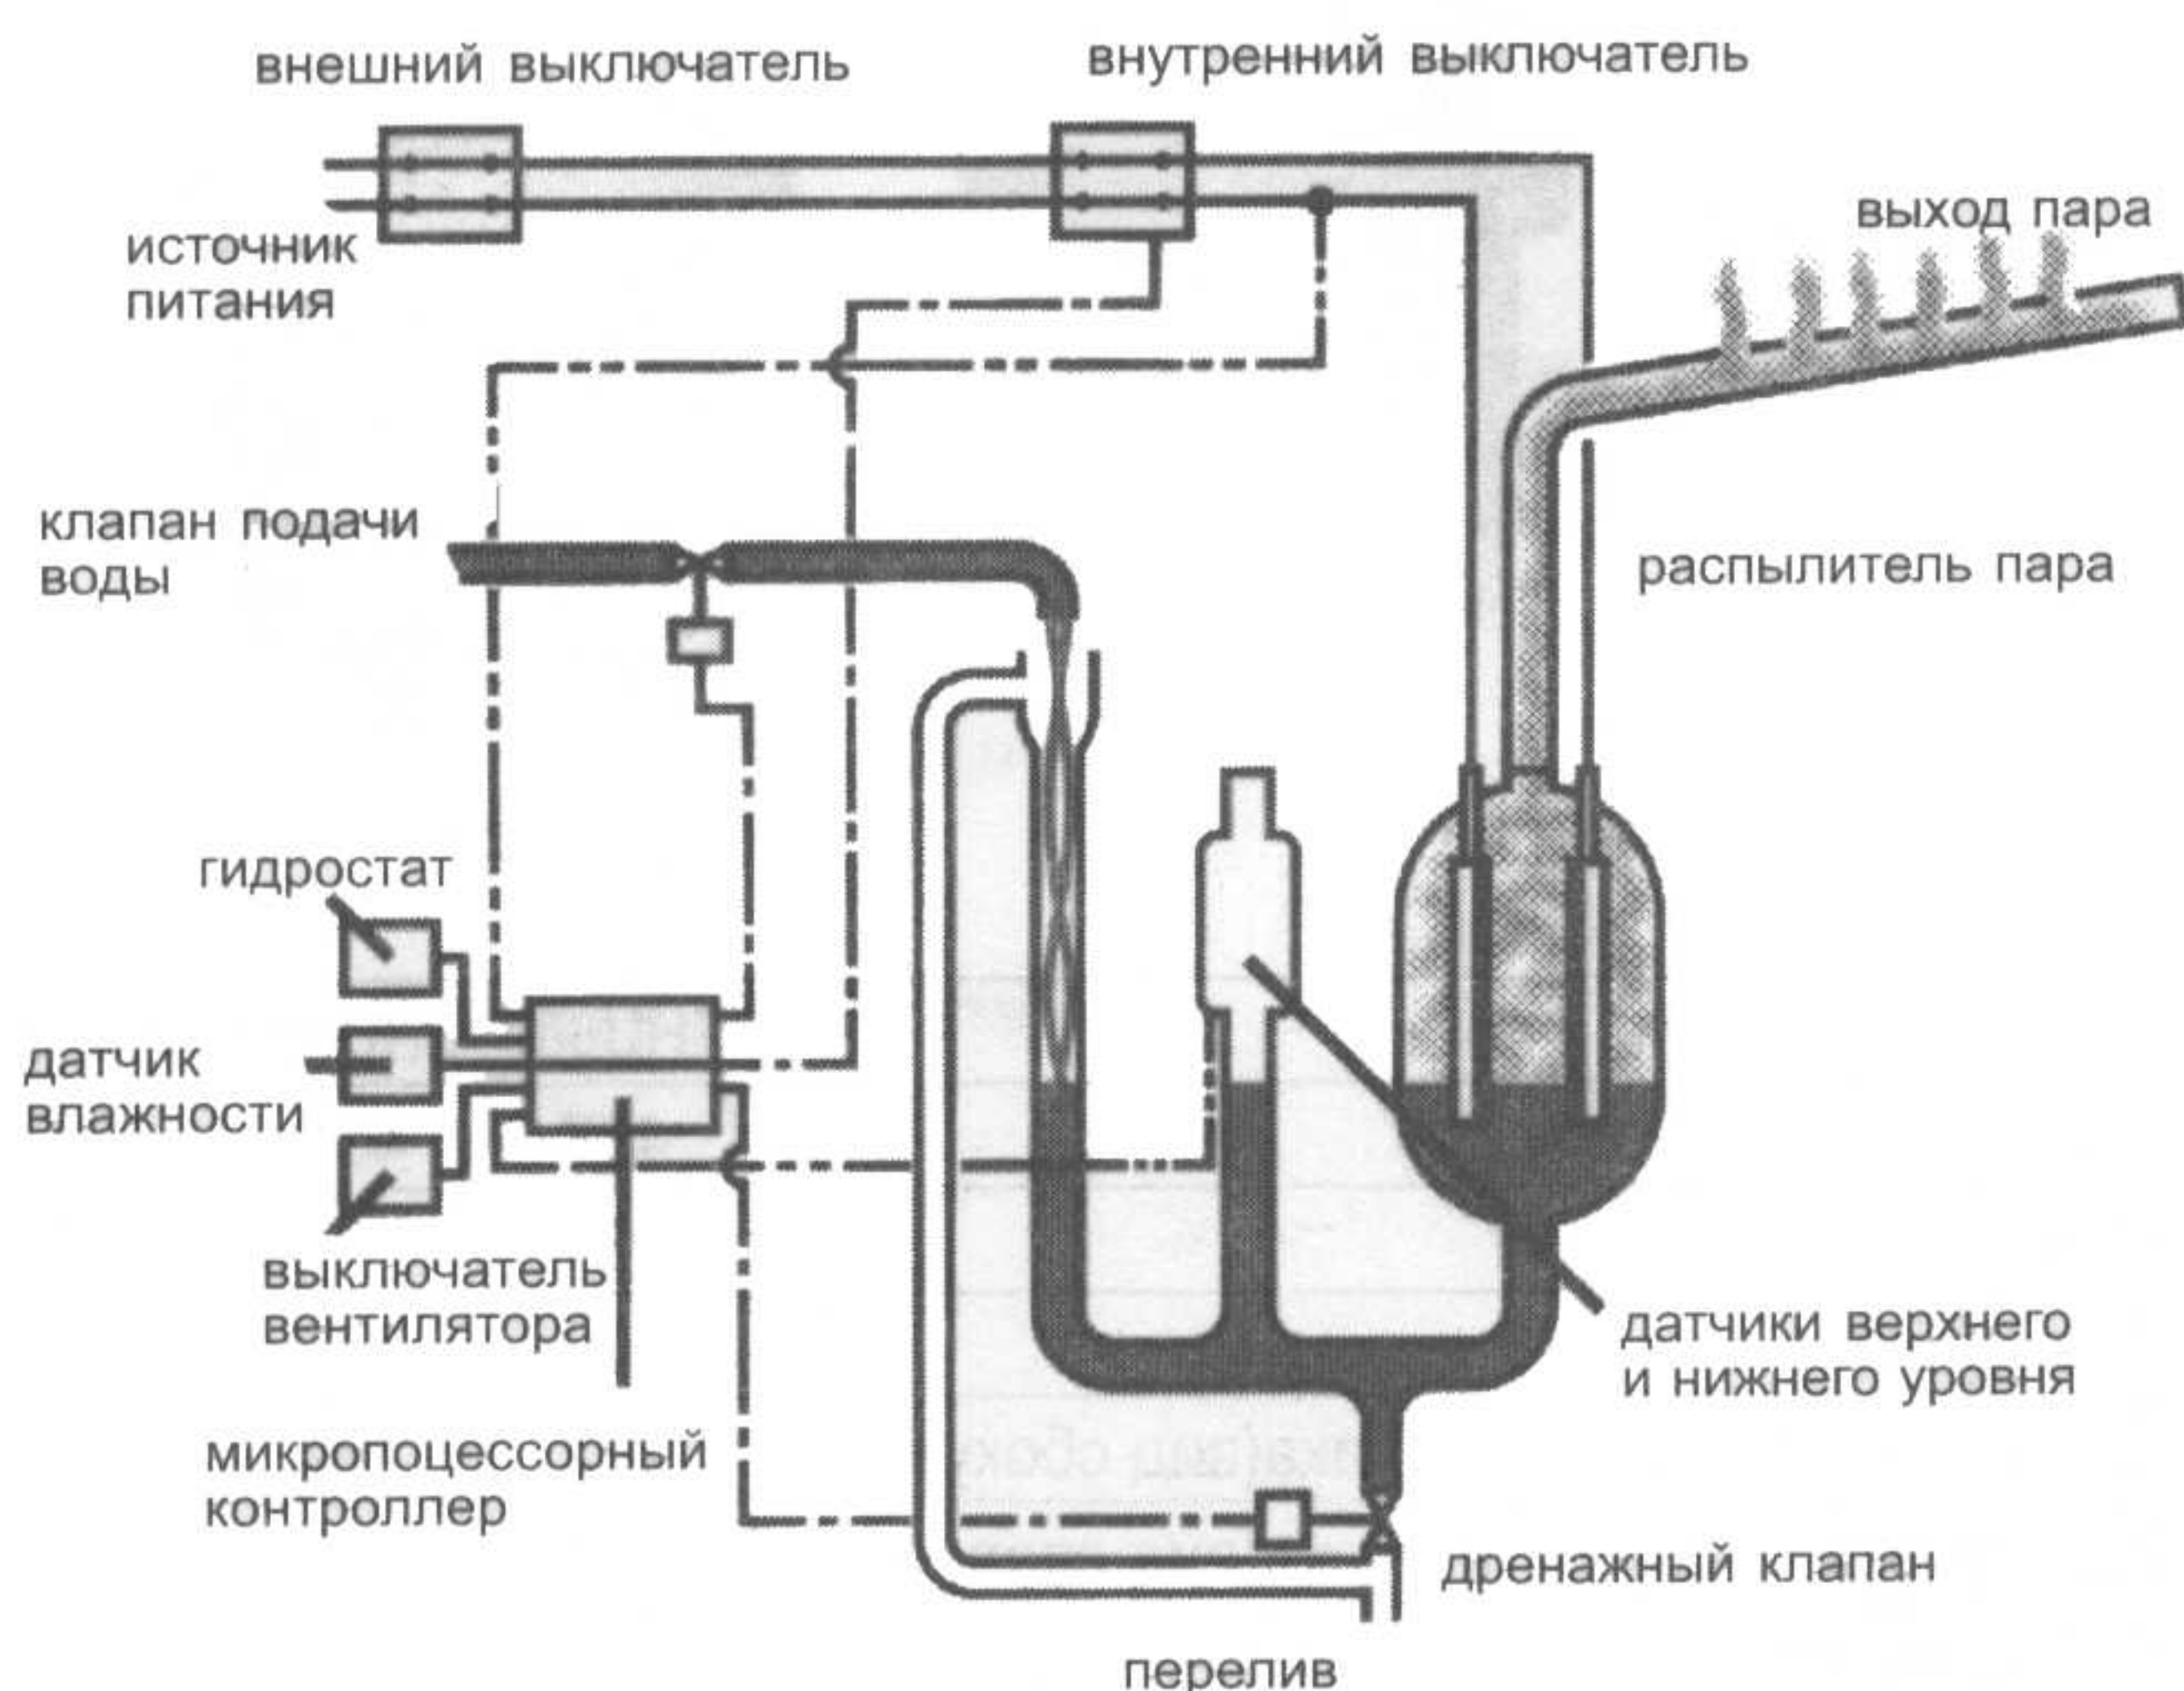 внешний выключатель
внутренний выключатель
источник
питания
выход пара
клапан подачи
воды
распылитель пара
гидростат
датчик
влажности
выключатель
вентилятора
микропоцессорный
контроллер
датчики верхнего
и нижнего уровня
дренажный клапан
перелив